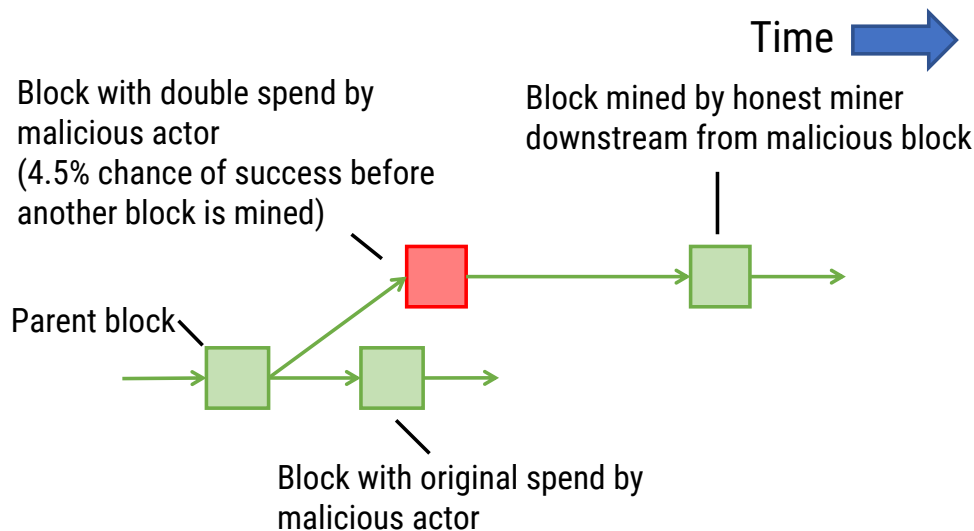 Time
Block with double spend by
malicious actor
(4.5% chance of success before
another block is mined)
Block mined by honest miner
downstream from malicious block
Parent block
Block with original spend by
malicious actor